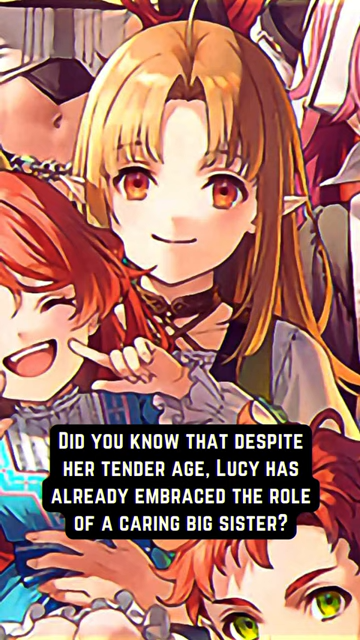 Did you know that despite
her tender age, Lucy has
already embraced the role
of a caring big sister?